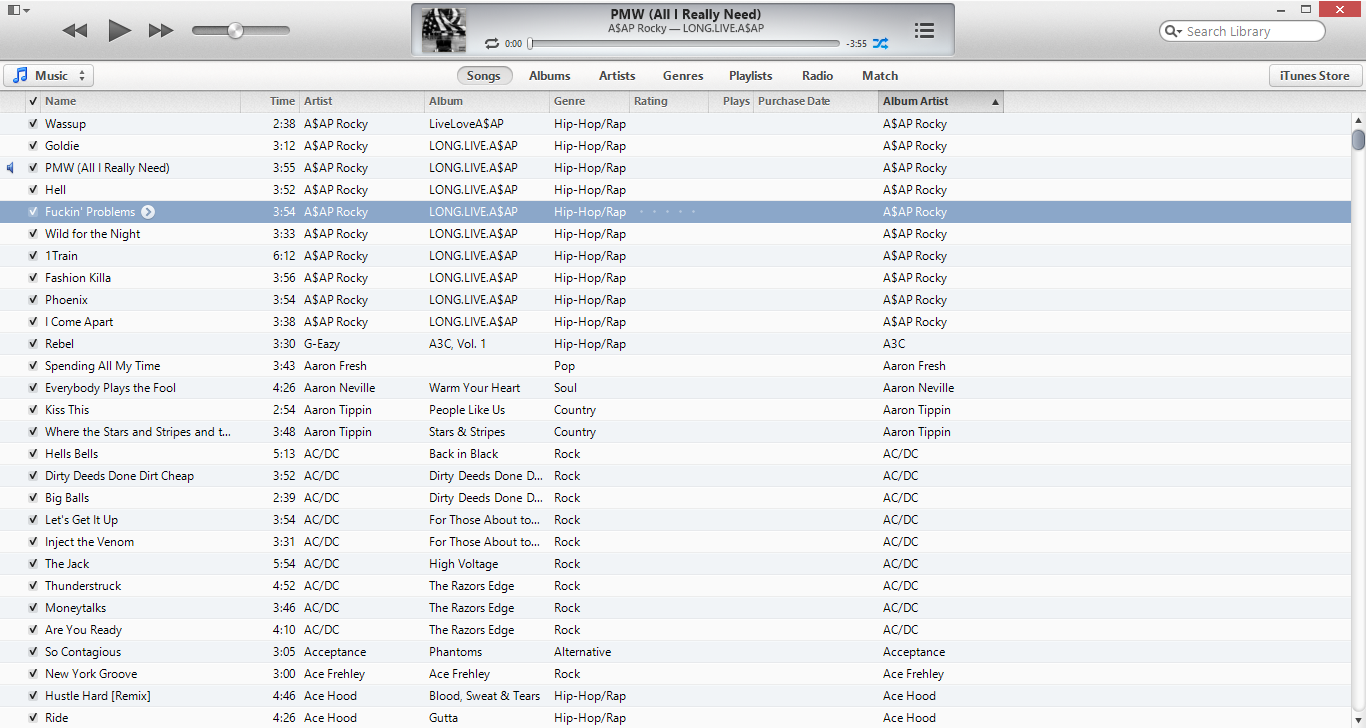 PMW (All I Really Need)
A$AP Rocky — LONG.LIVE.A$AP
0:00 -3:55
Search Library
Music Songs Albums Artists Genres Playlists Radio Match iTunes Store
Name Time Artist Album Genre Rating Plays Purchase Date Album Artist
Wassup 2:38 A$AP Rocky LiveLoveA$AP Hip-Hop/Rap A$AP Rocky
Goldie 3:12 A$AP Rocky LONG.LIVE.A$AP Hip-Hop/Rap A$AP Rocky
PMW (All I Really Need) 3:55 A$AP Rocky LONG.LIVE.A$AP Hip-Hop/Rap A$AP Rocky
Hell 3:52 A$AP Rocky LONG.LIVE.A$AP Hip-Hop/Rap A$AP Rocky
Fuckin' Problems 3:54 A$AP Rocky LONG.LIVE.A$AP Hip-Hop/Rap A$AP Rocky
Wild for the Night 3:33 A$AP Rocky LONG.LIVE.A$AP Hip-Hop/Rap A$AP Rocky
1Train 6:12 A$AP Rocky LONG.LIVE.A$AP Hip-Hop/Rap A$AP Rocky
Fashion Killa 3:56 A$AP Rocky LONG.LIVE.A$AP Hip-Hop/Rap A$AP Rocky
Phoenix 3:54 A$AP Rocky LONG.LIVE.A$AP Hip-Hop/Rap A$AP Rocky
I Come Apart 3:38 A$AP Rocky LONG.LIVE.A$AP Hip-Hop/Rap A$AP Rocky
Rebel 3:30 G-Eazy A3C, Vol. 1 Hip-Hop/Rap A3C
Spending All My Time 3:43 Aaron Fresh Pop Aaron Fresh
Everybody Plays the Fool 4:26 Aaron Neville Warm Your Heart Soul Aaron Neville
Kiss This 2:54 Aaron Tippin People Like Us Country Aaron Tippin
Where the Stars and Stripes and t... 3:48 Aaron Tippin Stars & Stripes Country Aaron Tippin
Hells Bells 5:13 AC/DC Back in Black Rock AC/DC
Dirty Deeds Done Dirt Cheap 3:52 AC/DC Dirty Deeds Done D... Rock AC/DC
Big Balls 2:39 AC/DC Dirty Deeds Done D... Rock AC/DC
Let's Get It Up 3:54 AC/DC For Those About to... Rock AC/DC
Inject the Venom 3:31 AC/DC For Those About to... Rock AC/DC
The Jack 5:54 AC/DC High Voltage Rock AC/DC
Thunderstruck 4:52 AC/DC The Razors Edge Rock AC/DC
Moneytalks 3:46 AC/DC The Razors Edge Rock AC/DC
Are You Ready 4:10 AC/DC The Razors Edge Rock AC/DC
So Contagious 3:05 Acceptance Phantoms Alternative Acceptance
New York Groove 3:00 Ace Frehley Ace Frehley Rock Ace Frehley
Hustle Hard [Remix] 4:46 Ace Hood Blood, Sweat & Tears Hip-Hop/Rap Ace Hood
Ride 4:26 Ace Hood Gutta Hip-Hop/Rap Ace Hood